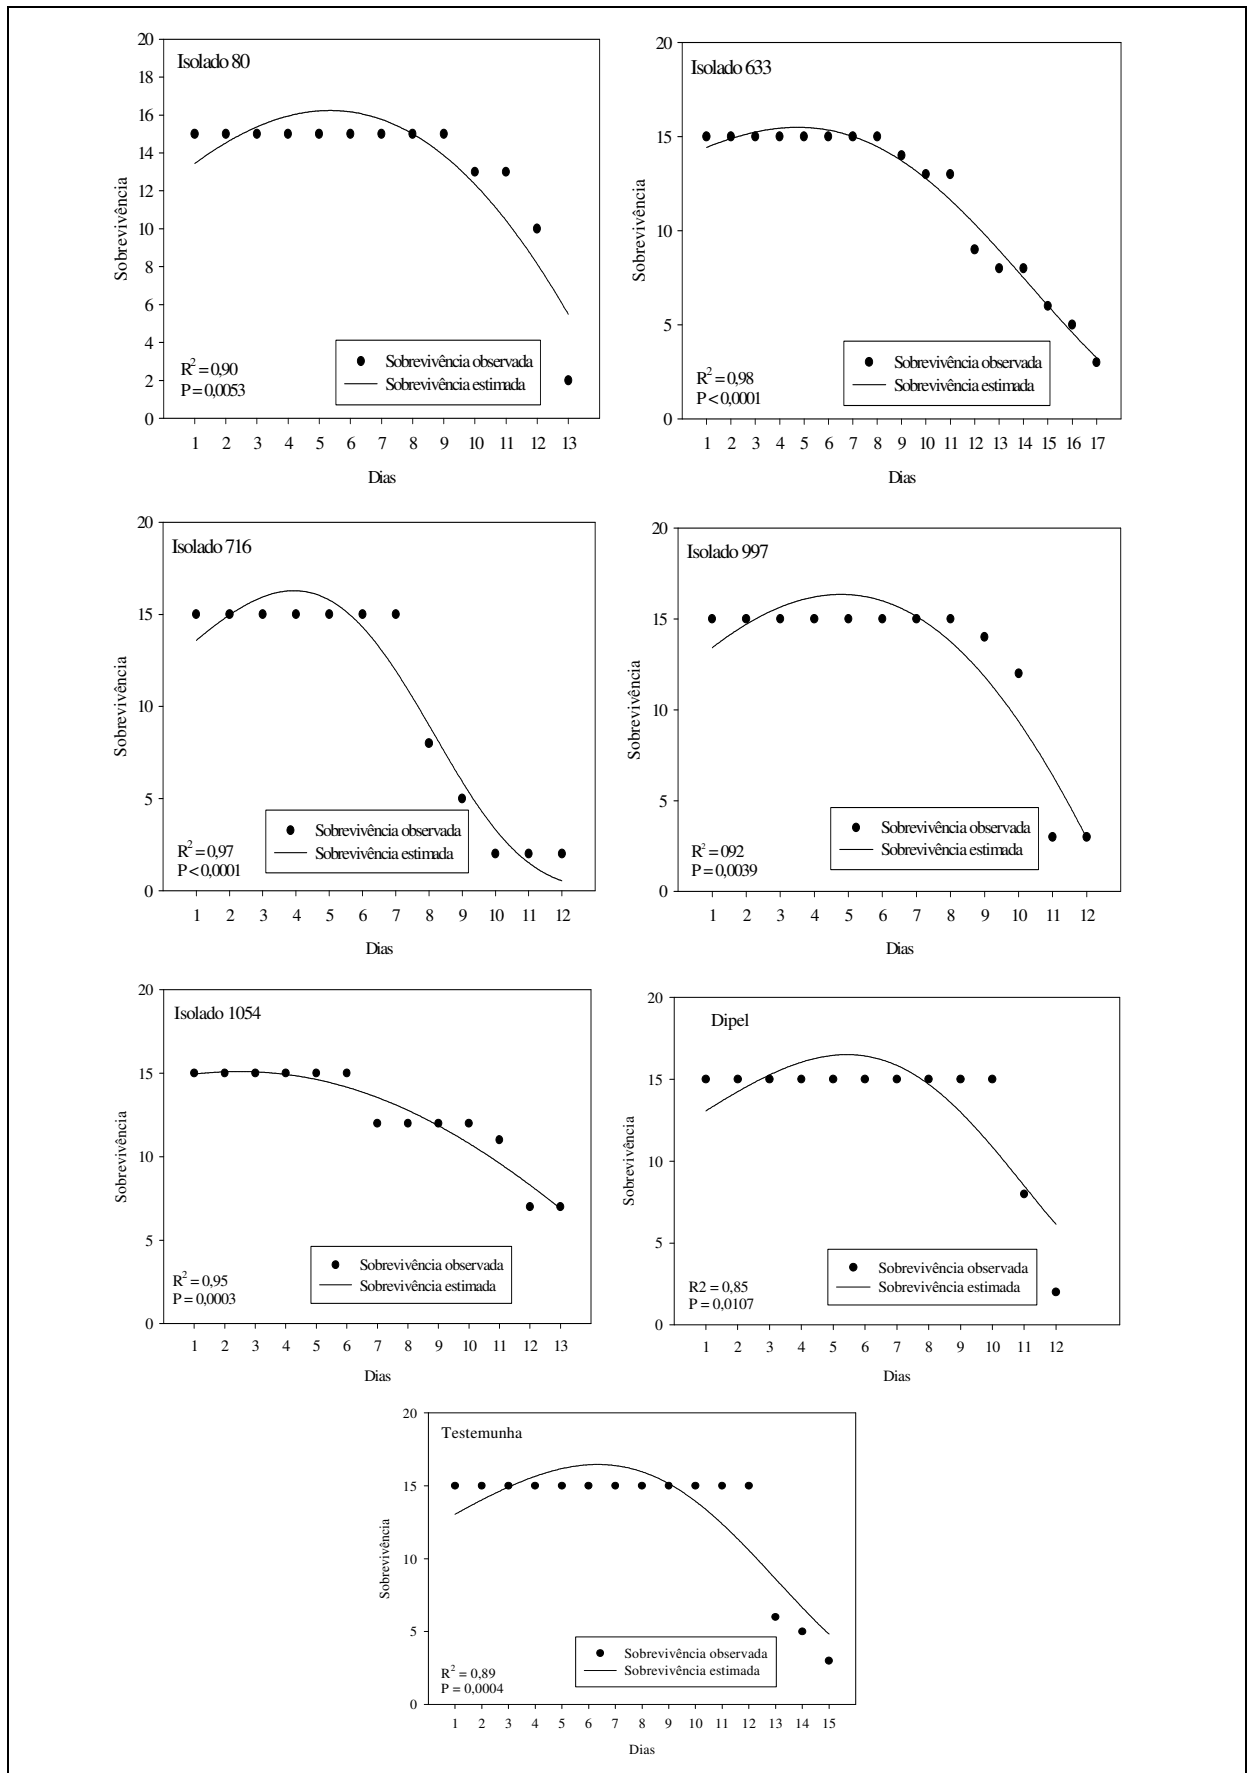 Isolado 80
20
18
16
14
12
10
8
6
4
2
0
Sobrevivência
R² = 0,90
P = 0,0053
Sobrevivência observada
Sobrevivência estimada
1 2 3 4 5 6 7 8 9 10 11 12 13
Dias
Isolado 633
20
15
10
5
0
Sobrevivência
R² = 0,98
P < 0,0001
Sobrevivência observada
Sobrevivência estimada
1 2 3 4 5 6 7 8 9 10 11 12 13 14 15 16 17
Dias
Isolado 716
20
15
10
5
0
Sobrevivência
R² = 0,97
P < 0,0001
Sobrevivência observada
Sobrevivência estimada
1 2 3 4 5 6 7 8 9 10 11 12
Dias
Isolado 997
20
15
10
5
0
Sobrevivência
R² = 092
P = 0,0039
Sobrevivência observada
Sobrevivência estimada
1 2 3 4 5 6 7 8 9 10 11 12
Dias
Isolado 1054
20
15
10
5
0
Sobrevivência
R² = 0,95
P = 0,0003
Sobrevivência observada
Sobrevivência estimada
1 2 3 4 5 6 7 8 9 10 11 12 13
Dias
Dipel
20
15
10
5
0
Sobrevivência
R2 = 0,85
P = 0,0107
Sobrevivência observada
Sobrevivência estimada
1 2 3 4 5 6 7 8 9 10 11 12
Dias
Testemunha
20
15
10
5
0
Sobrevivência
R² = 0,89
P = 0,0004
Sobrevivência observada
Sobrevivência estimada
1 2 3 4 5 6 7 8 9 10 11 12 13 14 15
Dias